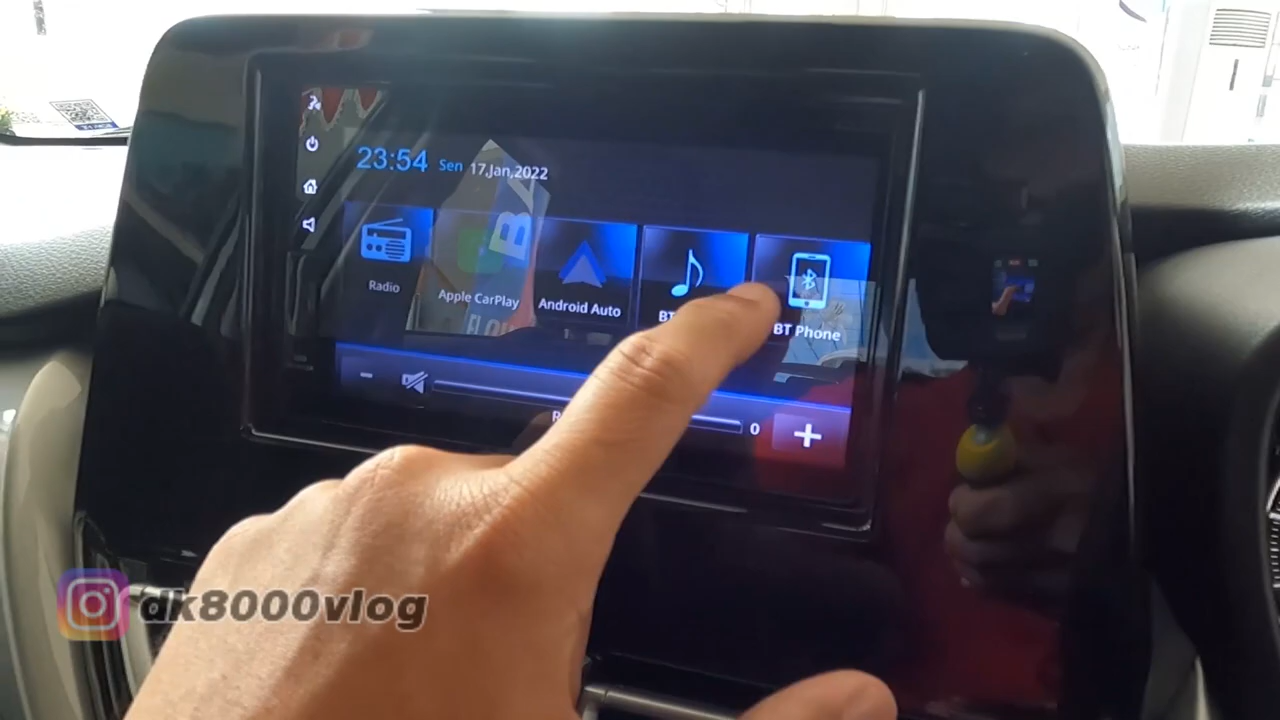 23:54 Sen 17,Jan,2022
Radio
Apple CarPlay
Android Auto
BT
BT Phone
0
dk8000vlog